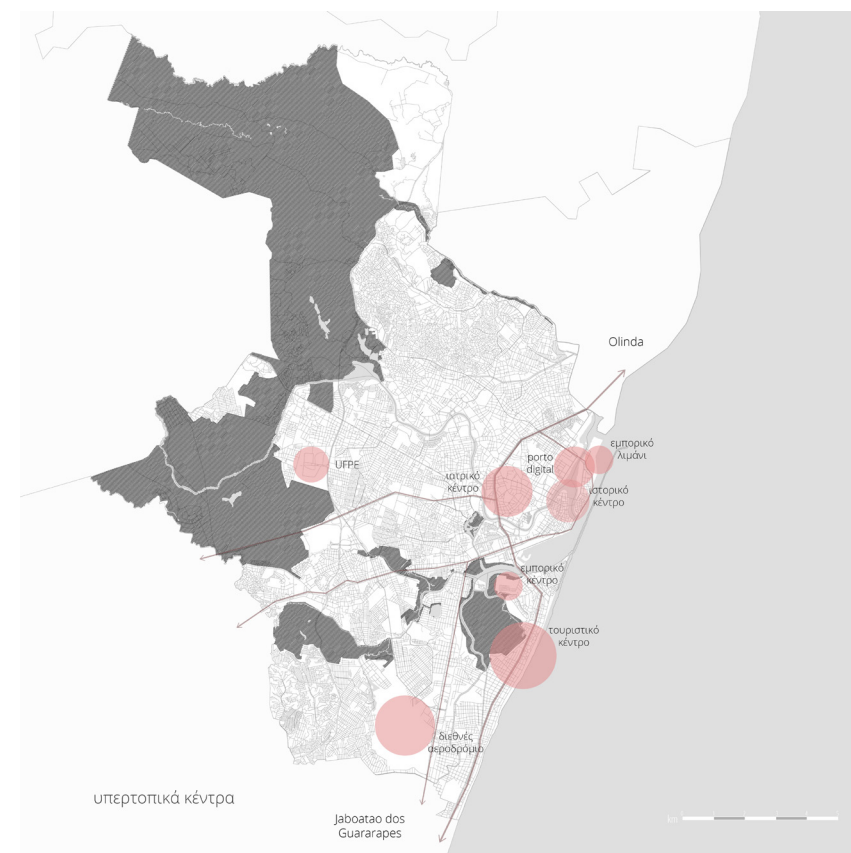 Olinda
εμπορικό
λιμάνι
porto
digital
UFPE
ιατρικό
κέντρο
ιστορικό
κέντρο
εμπορικό
κέντρο
τουριστικό
κέντρο
διεθνές
αεροδρόμιο
υπερτοπικά κέντρα
km
Jaboatao dos
Guararapes